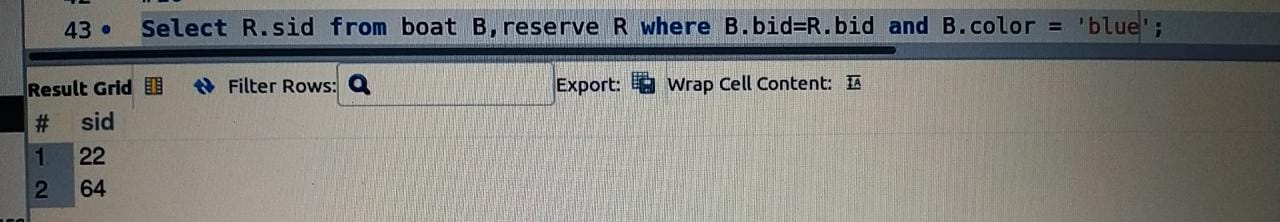 43 Select R.sid from boat B,reserve R where B.bid=R.bid and B.color = 'blue';
Result Grid Filter Rows: Export: Wrap Cell Content:
# sid
1 22
2 64